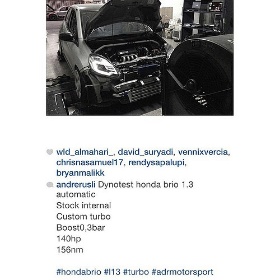 wld_almahari_, david_suryadi, vennixvercia,
chrisnasamuel17, rendysapalupi,
bryanmalikk
andrerusli Dynotest honda brio 1.3
automatic
Stock internal
Custom turbo
Boost0,3bar
140hp
156nm
#hondabrio #l13 #turbo #adrmotorsport